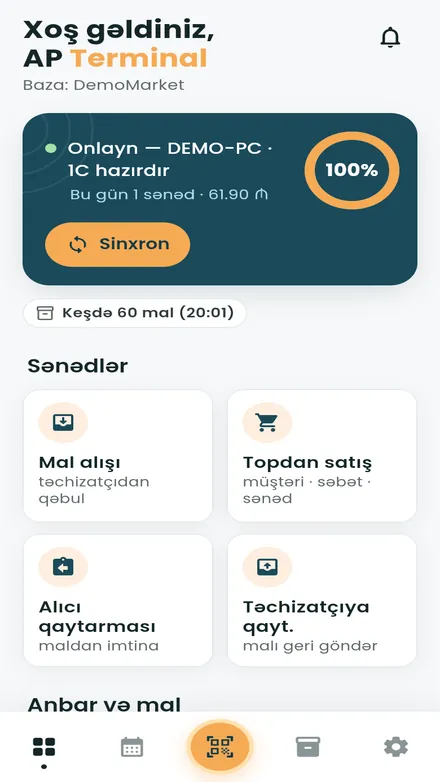 Xoş gəldiniz,
AP Terminal
Baza: DemoMarket
Onlayn — DEMO-PC ·
1C hazırdır
100%
Bu gün 1 sənəd · 61.90 ₼
Sinxron
Keşdə 60 mal (20:01)
Sənədlər
Mal alışı
təchizatçıdan
qəbul
Topdan satış
müştəri · səbət ·
sənəd
Alıcı
qaytarması
maldan imtina
Təchizatçıya
qayt.
malı geri göndər
Anbar və mal